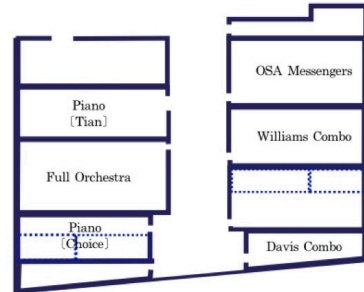 OSA Messengers
Piano
〔Tian〕
Williams Combo
Full Orchestra
Piano
〔Choice〕
Davis Combo